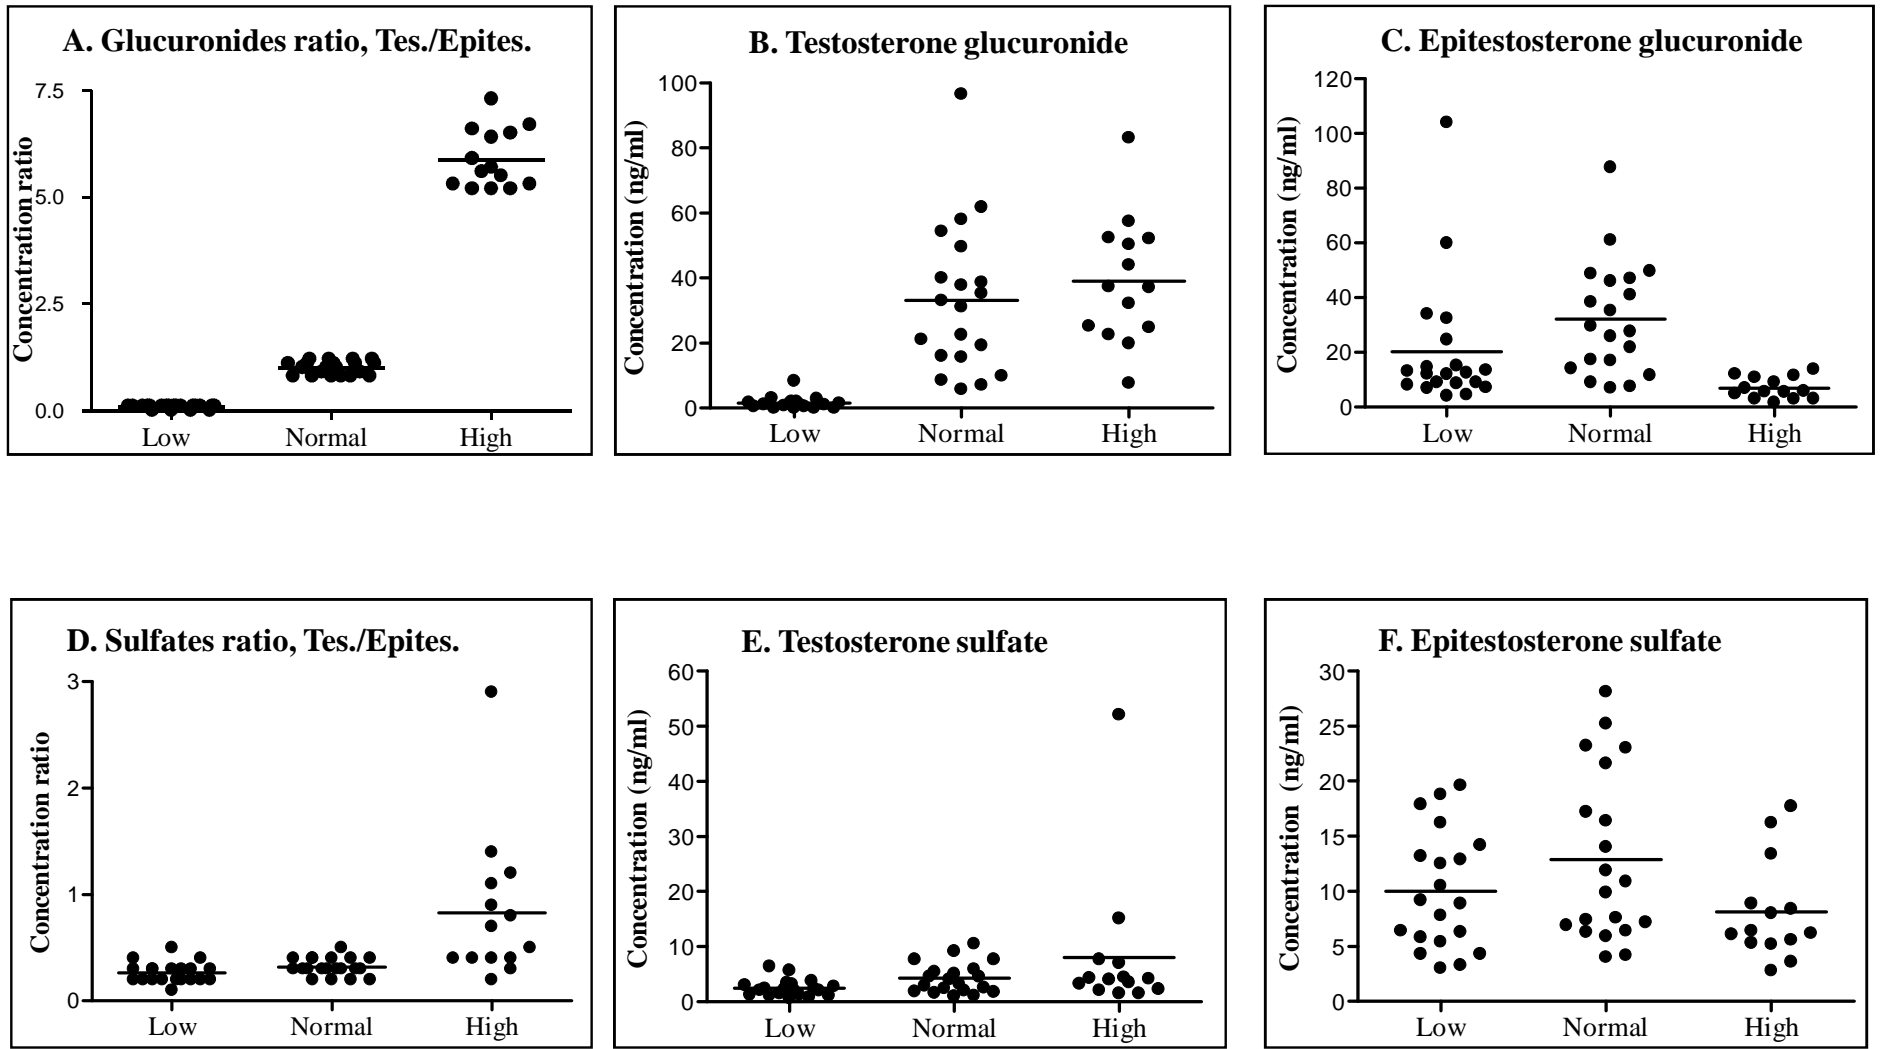 A. Glucuronides ratio, Tes./Epites.
Concentration ratio
7.5
5.0
2.5
0.0
Low Normal High
B. Testosterone glucuronide
Concentration (ng/ml)
100
80
60
40
20
0
Low Normal High
C. Epitestosterone glucuronide
Concentration (ng/ml)
120
100
80
60
40
20
0
Low Normal High
D. Sulfates ratio, Tes./Epites.
Concentration ratio
3
2
1
0
Low Normal High
E. Testosterone sulfate
Concentration (ng/ml)
60
50
40
30
20
10
0
Low Normal High
F. Epitestosterone sulfate
Concentration (ng/ml)
30
25
20
15
10
5
0
Low Normal High